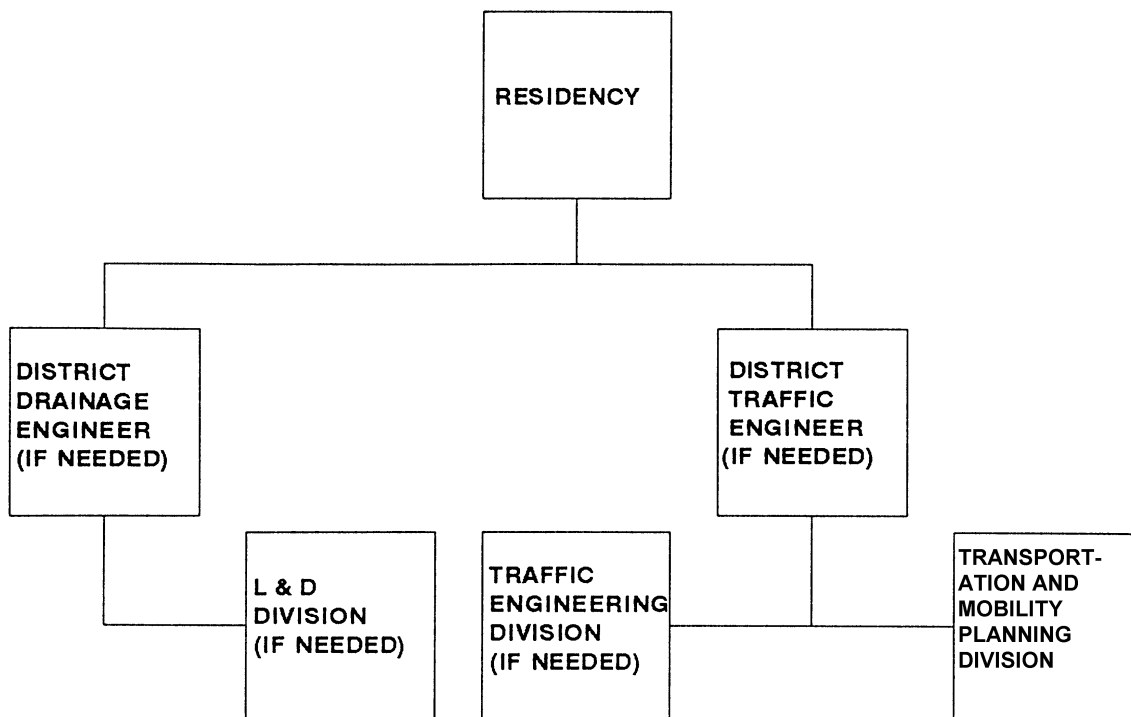 RESIDENCY
DISTRICT
DRAINAGE
ENGINEER
(IF NEEDED)
DISTRICT
TRAFFIC
ENGINEER
(IF NEEDED)
L & D
DIVISION
(IF NEEDED)
TRAFFIC
ENGINEERING
DIVISION
(IF NEEDED)
TRANSPORT-
ATION AND
MOBILITY
PLANNING
DIVISION